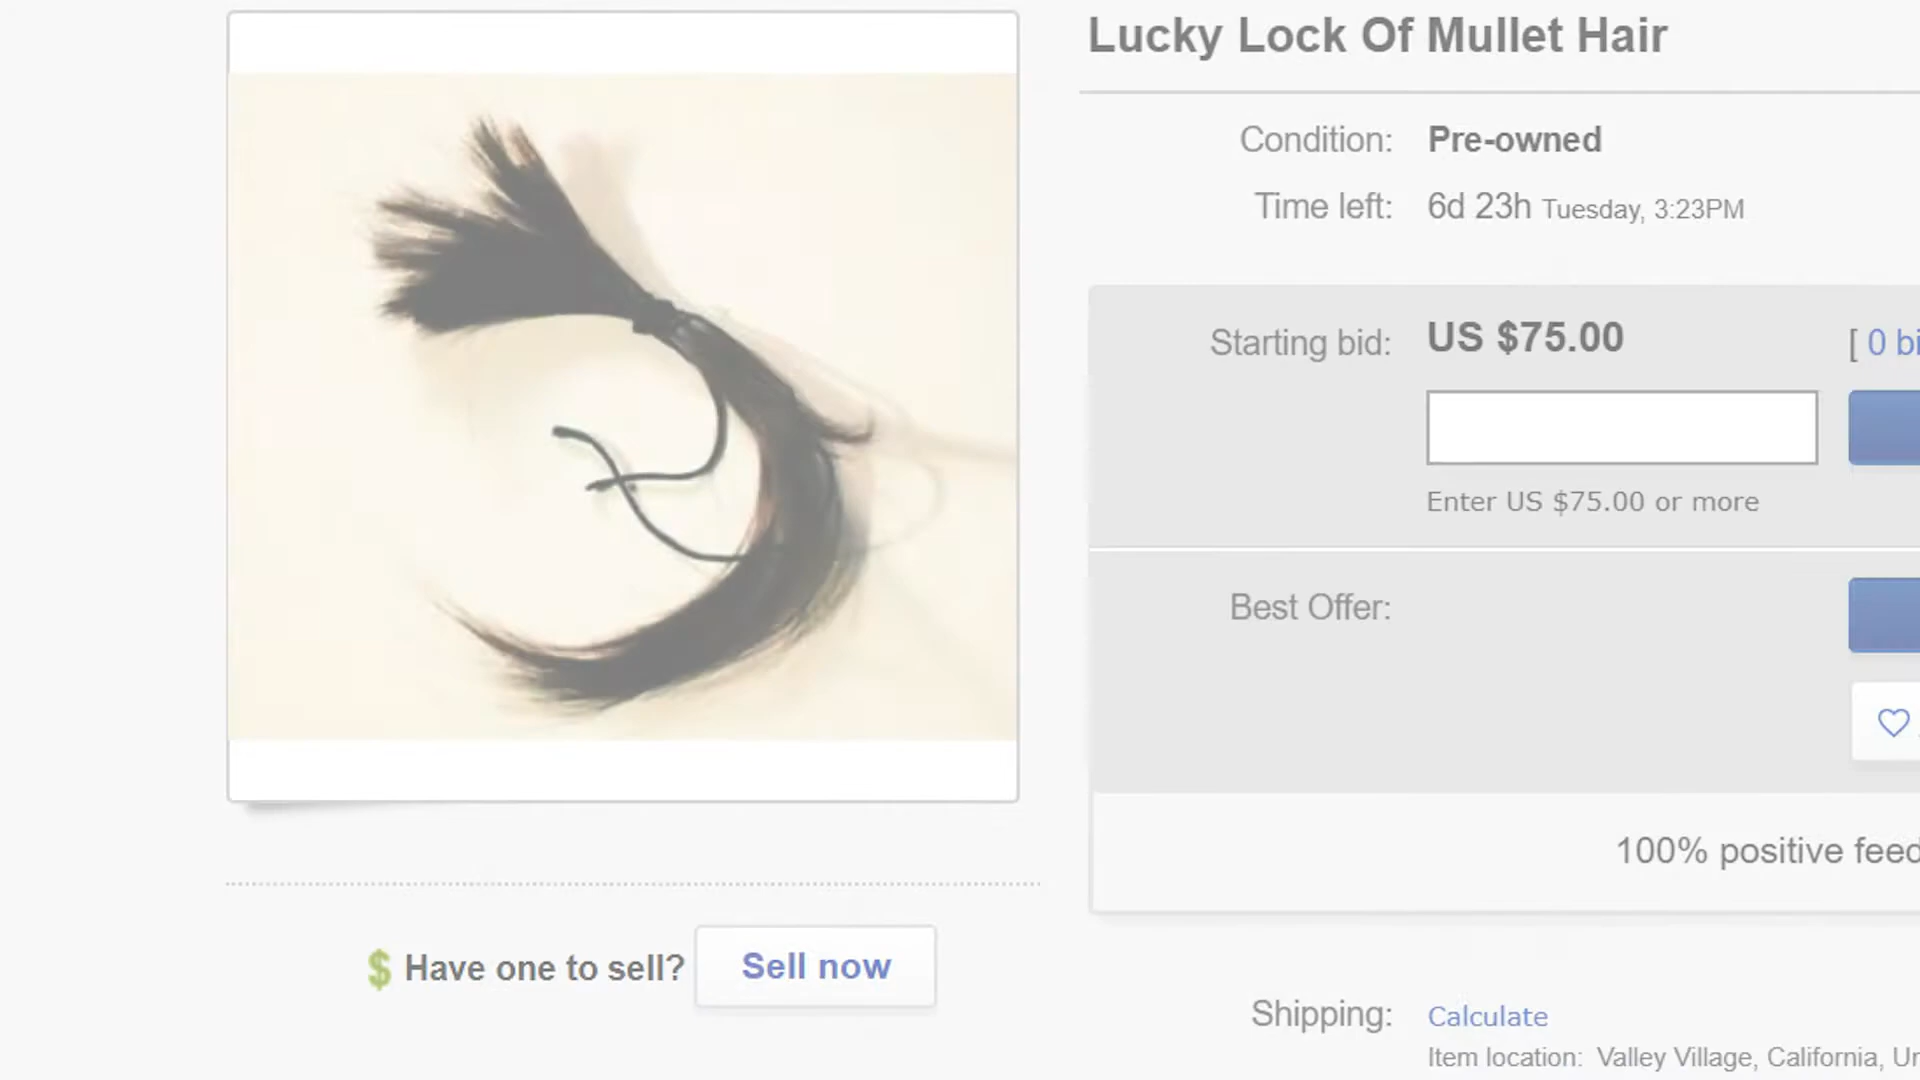 Lucky Lock Of Mullet Hair
Condition: Pre-owned
Time left: 6d 23h Tuesday, 3:23PM
Starting bid: US $75.00 [ 0
Enter US $75.00 or more
Best Offer:
100% positive
$ Have one to sell? Sell now
Shipping: Calculate
Item location: Valley Village, California,